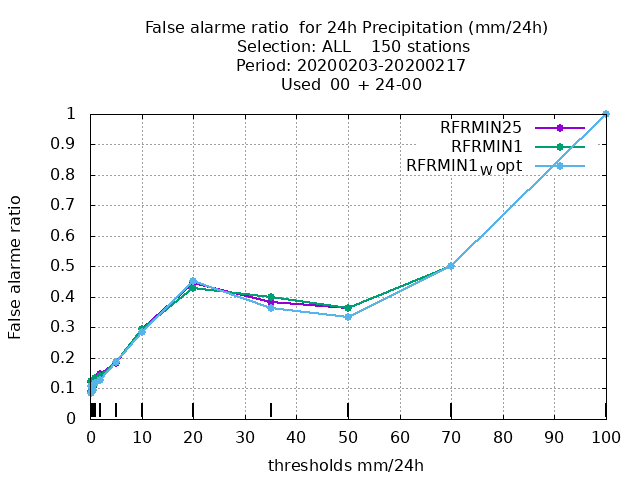 False alarme ratio  for 24h Precipitation (mm/24h)
Selection: ALL    150 stations
Period: 20200203-20200217
Used  00 + 24-00
RFRMIN25
RFRMIN1
RFRMIN1W opt
False alarme ratio
1
0.9
0.8
0.7
0.6
0.5
0.4
0.3
0.2
0.1
0
0 10 20 30 40 50 60 70 80 90 100
thresholds mm/24h